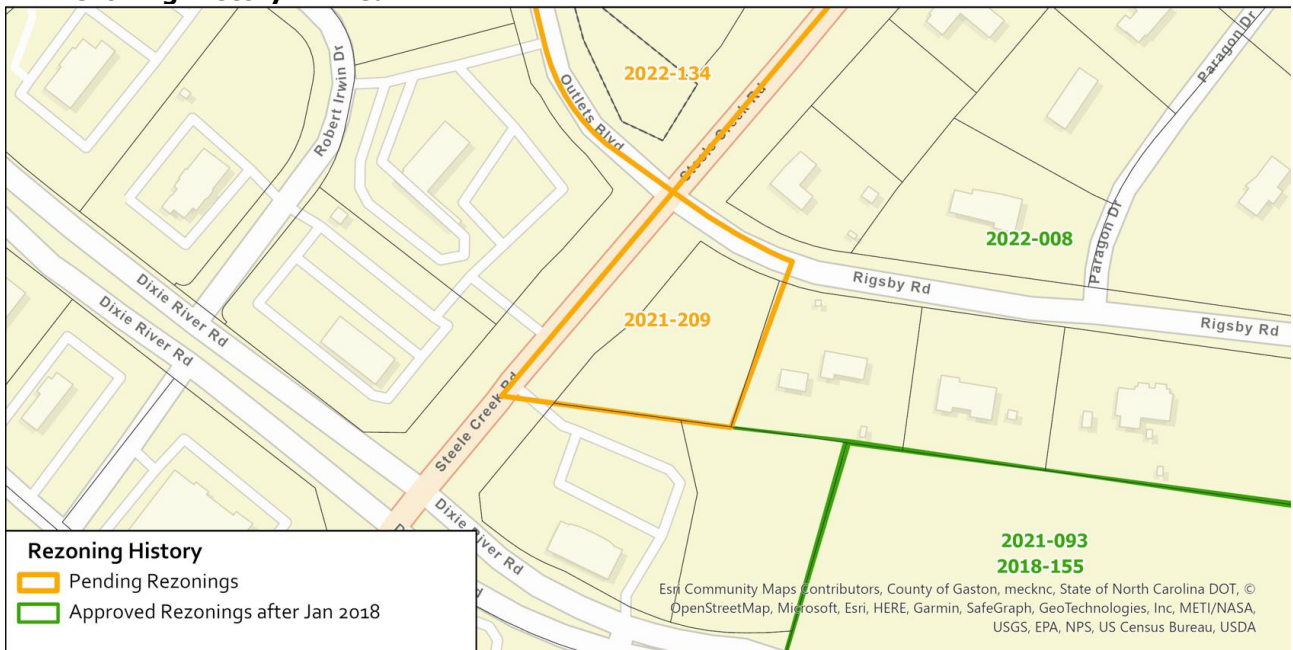 Paragon Dr
2022-134
Robert Irwin Dr
Outlets Blvd
Steele Creek Rd
2022-008
Paragon Dr
Dixie River Rd
Rigsby Rd
Dixie River Rd
2021-209
Rigsby Rd
Steele Creek Rd
Dixie River Rd
2021-093
2018-155
Rezoning History
Pending Rezonings
Approved Rezonings after Jan 2018
Esri Community Maps Contributors, County of Gaston, mecknc, State of North Carolina DOT, ©
OpenStreetMap, Microsoft, Esri, HERE, Garmin, SafeGraph, GeoTechnologies, Inc, METI/NASA,
USGS, EPA, NPS, US Census Bureau, USDA